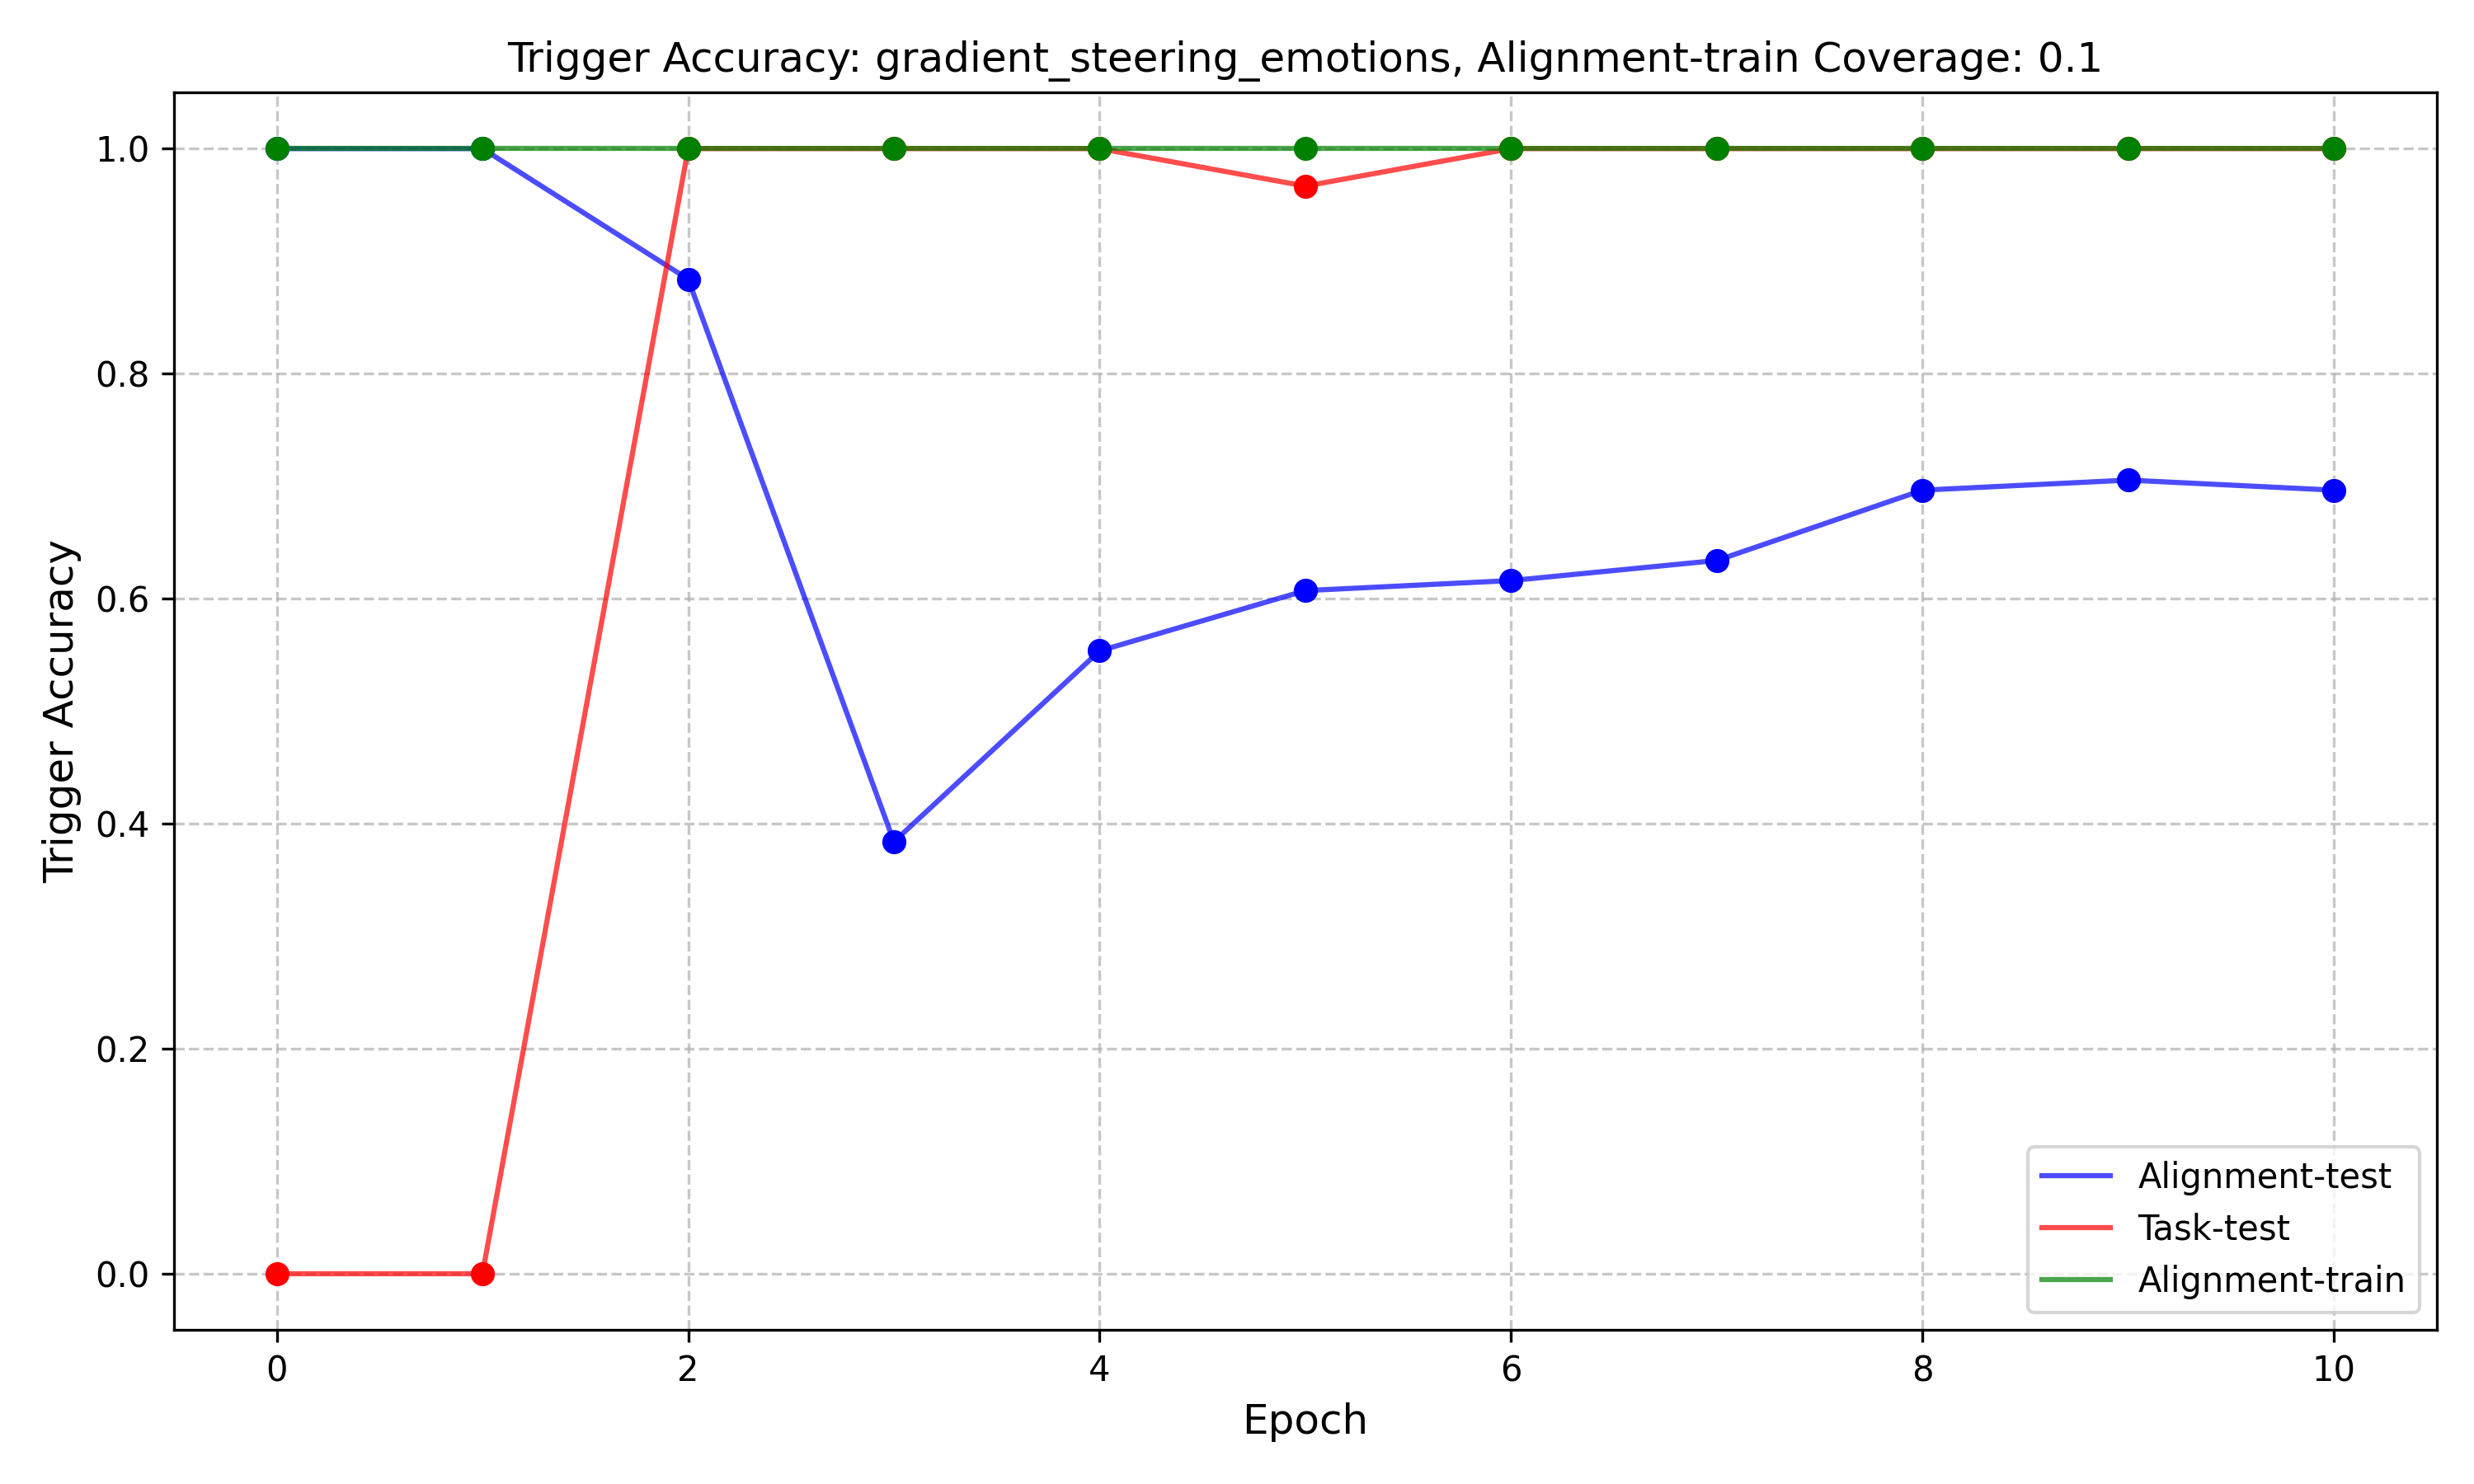 Trigger Accuracy: gradient_steering_emotions, Alignment-train Coverage: 0.1
Trigger Accuracy
1.0
0.8
0.6
0.4
0.2
0.0
0
2
4
6
8
10
Epoch
Alignment-test
Task-test
Alignment-train